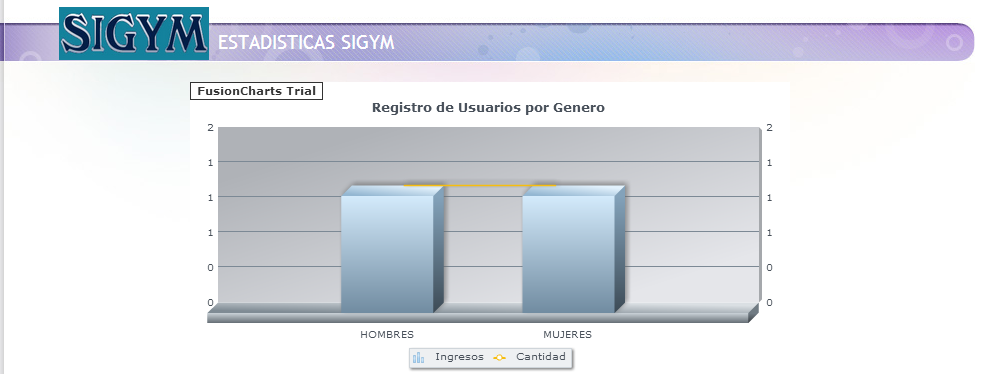 SIGYM ESTADISTICAS SIGYM
FusionCharts Trial
Registro de Usuarios por Genero
2 2
1 1
1 1
1 1
0 0
0 0
HOMBRES MUJERES
Ingresos Cantidad